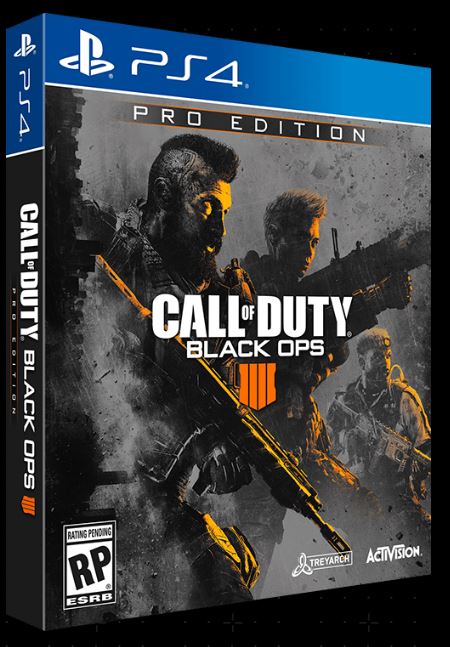 PS4
PRO EDITION
CALL OF DUTY
BLACK OPS
IIII
RATING PENDING
RP
ESRB
TREYARCH
ACTIVISION
PS4
CALL OF DUTY BLACK OPS IIII
PRO EDITION